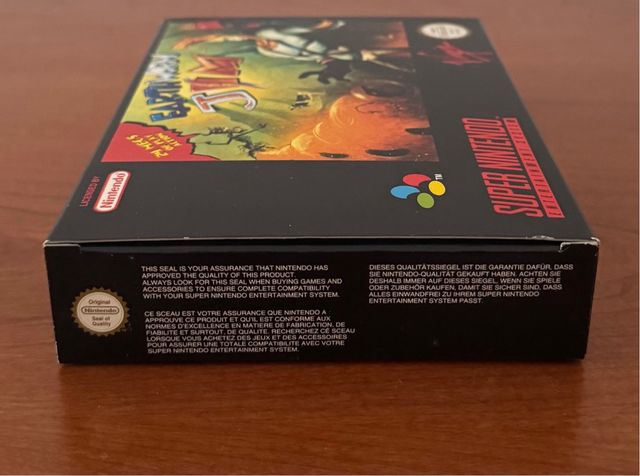 EARTHWORM
JIM
24 MEGS
OF PLAY
ACTION
Virgin
LICENSED BY
Nintendo
SUPER NINTENDO
ENTERTAINMENT SYSTEM
TM
Original
Nintendo
Seal of
Quality
THIS SEAL IS YOUR ASSURANCE THAT NINTENDO HAS
APPROVED THE QUALITY OF THIS PRODUCT.
ALWAYS LOOK FOR THIS SEAL WHEN BUYING GAMES AND
ACCESSORIES TO ENSURE COMPLETE COMPATIBILITY
WITH YOUR SUPER NINTENDO ENTERTAINMENT SYSTEM.
CE SCEAU EST VOTRE ASSURANCE QUE NINTENDO A
APPROUVE CE PRODUIT ET QU'IL EST CONFORME AUX
NORMES D'EXCELLENCE EN MATIERE DE FABRICATION, DE
FIABILITE ET SURTOUT, DE QUALITE. RECHERCHEZ CE SCEAU
LORSQUE VOUS ACHETEZ DES JEUX ET DES ACCESSOIRES
POUR ASSURER UNE TOTALE COMPATIBILITE AVEC VOTRE
SUPER NINTENDO ENTERTAINMENT SYSTEM.
DIESES QUALITÄTSSIEGEL IST DIE GARANTIE DAFÜR, DASS
SIE NINTENDO-QUALITÄT GEKAUFT HABEN. ACHTEN SIE
DESHALB IMMER AUF DIESES SIEGEL, WENN SIE SPIELE
ODER ZUBEHÖR KAUFEN, DAMIT SIE SICHER SIND, DASS
ALLES EINWANDFREI ZU IHREM SUPER NINTENDO
ENTERTAINMENT SYSTEM PASST.